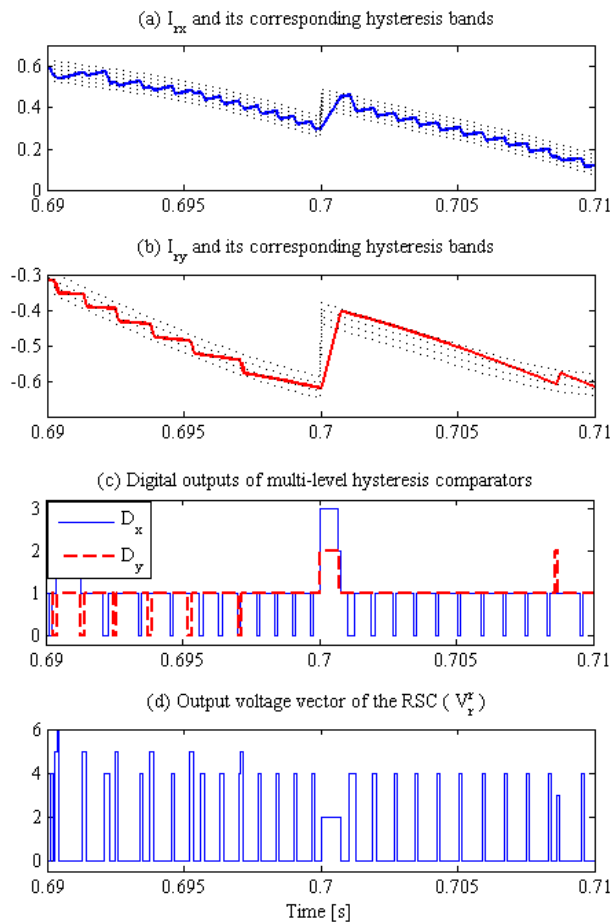 (a) I_rx and its corresponding hysteresis bands
0.6
0.4
0.2
0
0.69 0.695 0.7 0.705 0.71
(b) I_ry and its corresponding hysteresis bands
-0.3
-0.4
-0.5
-0.6
0.69 0.695 0.7 0.705 0.71
(c) Digital outputs of multi-level hysteresis comparators
3
2
1
0
D_x
D_y
0.69 0.695 0.7 0.705 0.71
(d) Output voltage vector of the RSC ( V_r^r )
6
4
2
0
0.69 0.695 0.7 0.705 0.71
Time [s]